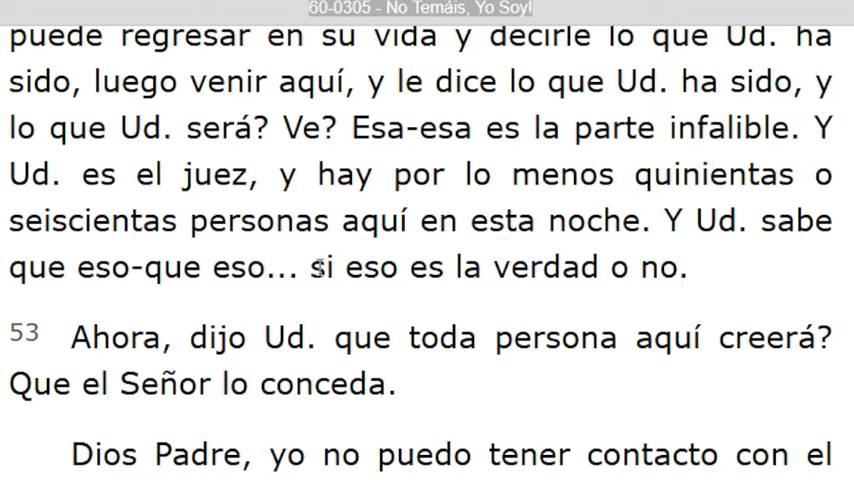 60-0305 - No Temáis, Yo Soy!
puede regresar en su vida y decirle lo que Ud. ha
sido, luego venir aquí, y le dice lo que Ud. ha sido, y
lo que Ud. será? Ve? Esa-esa es la parte infalible. Y
Ud. es el juez, y hay por lo menos quinientas o
seiscientas personas aquí en esta noche. Y Ud. sabe
que eso-que eso... si eso es la verdad o no.
53 Ahora, dijo Ud. que toda persona aquí creerá?
Que el Señor lo conceda.
Dios Padre, yo no puedo tener contacto con el